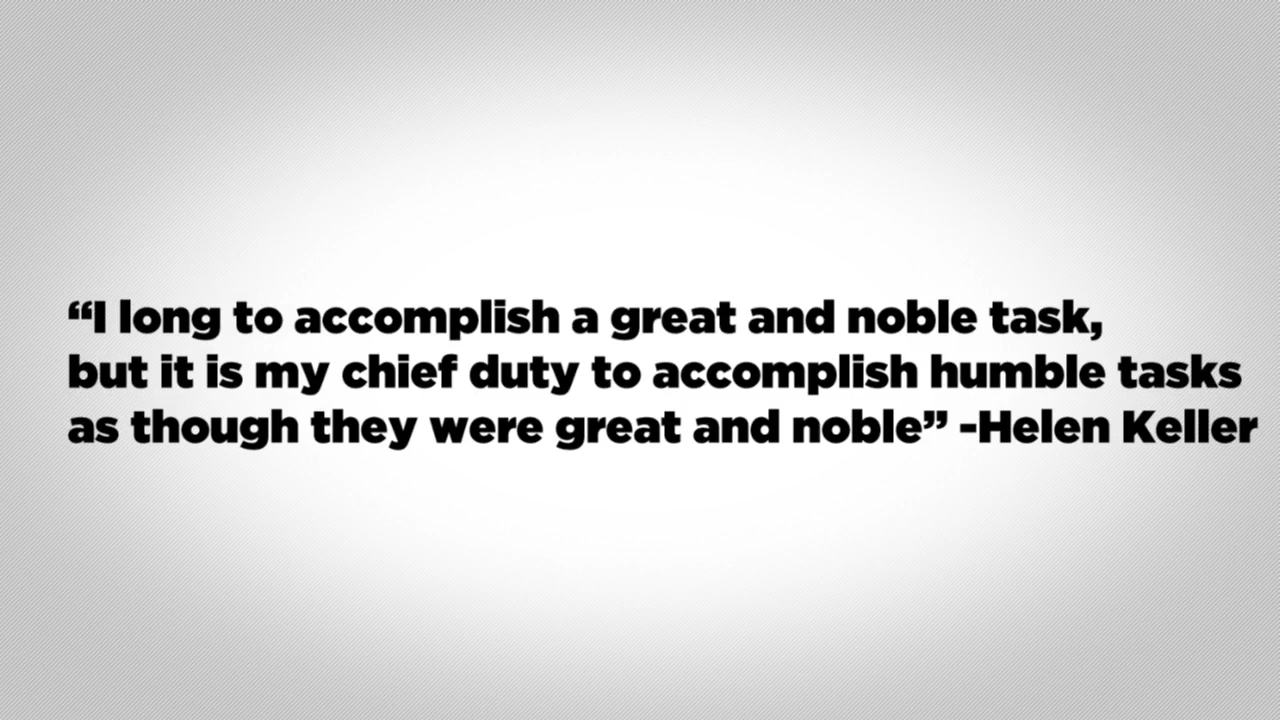 “I long to accomplish a great and noble task,
but it is my chief duty to accomplish humble tasks
as though they were great and noble” -Helen Keller